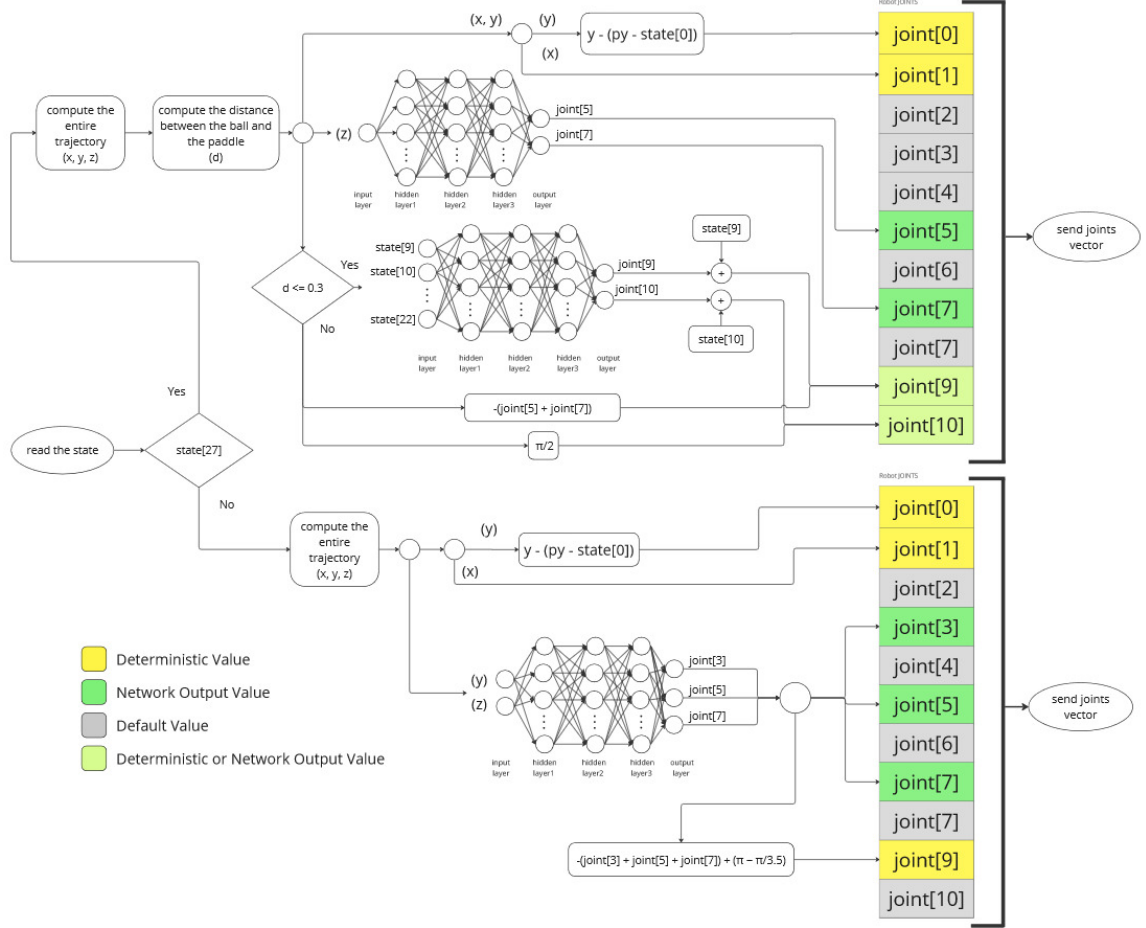 Robot JOINTS
(x, y)
(y)
(x)
y - (py - state[0])
joint[0]
joint[1]
joint[2]
joint[3]
joint[4]
joint[5]
joint[6]
joint[7]
joint[7]
joint[9]
joint[10]
send joints
vector
compute the
entire
trajectory
(x, y, z)
compute the distance
between the ball and
the paddle
(d)
(z)
joint[5]
joint[7]
input
layer
hidden
layer1
hidden
layer2
hidden
layer3
output
layer
d <= 0.3
Yes
No
state[9]
state[10]
state[22]
joint[9]
joint[10]
state[9]
+
+
state[10]
input
layer
hidden
layer1
hidden
layer2
hidden
layer3
output
layer
-(joint[5] + joint[7])
π/2
Yes
read the state
state[27]
No
Robot JOINTS
compute the
entire
trajectory
(x, y, z)
(y)
(x)
y - (py - state[0])
joint[0]
joint[1]
joint[2]
joint[3]
joint[4]
joint[5]
joint[6]
joint[7]
joint[7]
joint[9]
joint[10]
send joints
vector
(y)
(z)
joint[3]
joint[5]
joint[7]
input
layer
hidden
layer1
hidden
layer2
hidden
layer3
output
layer
-(joint[3] + joint[5] + joint[7]) + (π − π/3.5)
Deterministic Value
Network Output Value
Default Value
Deterministic or Network Output Value